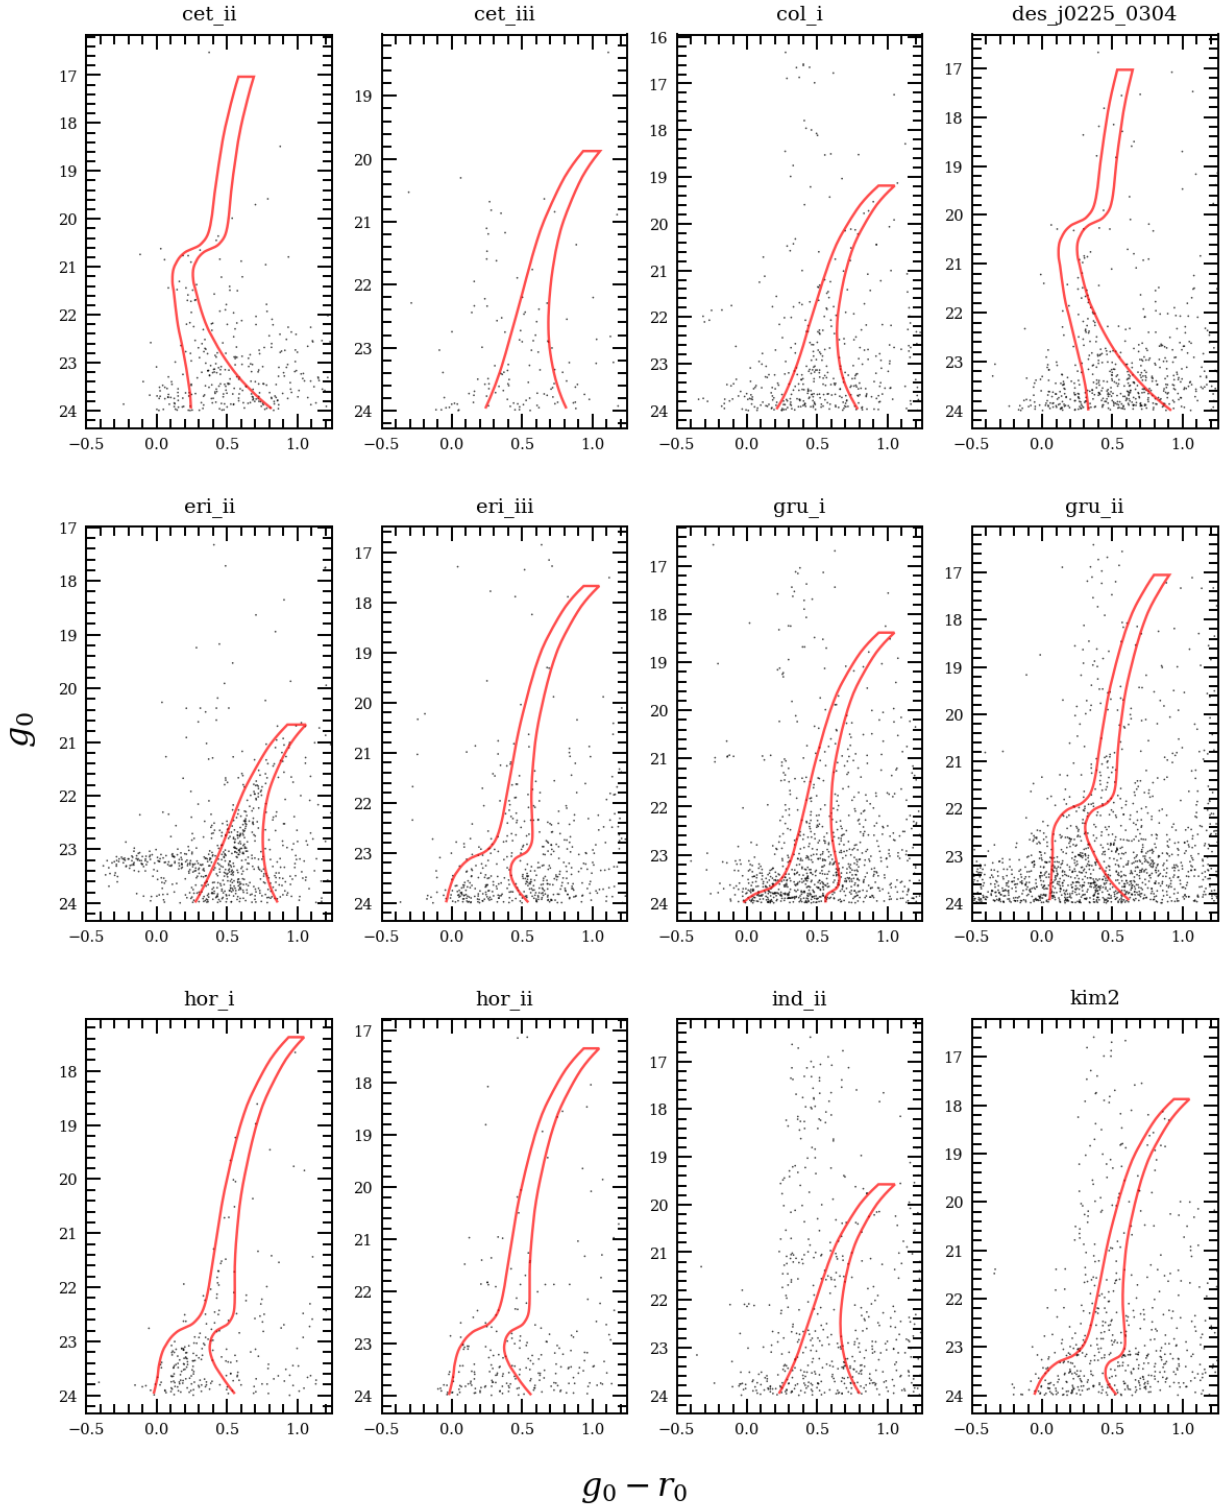 cet_ii cet_iii col_i des_j0225_0304
17 18 19 20 21 22 23 24
−0.5 0.0 0.5 1.0
19 20 21 22 23 24
−0.5 0.0 0.5 1.0
16 17 18 19 20 21 22 23 24
−0.5 0.0 0.5 1.0
17 18 19 20 21 22 23 24
−0.5 0.0 0.5 1.0
eri_ii eri_iii gru_i gru_ii
17 18 19 20 21 22 23 24
−0.5 0.0 0.5 1.0
17 18 19 20 21 22 23 24
−0.5 0.0 0.5 1.0
17 18 19 20 21 22 23 24
−0.5 0.0 0.5 1.0
17 18 19 20 21 22 23 24
−0.5 0.0 0.5 1.0
g₀
hor_i hor_ii ind_ii kim2
18 19 20 21 22 23 24
−0.5 0.0 0.5 1.0
17 18 19 20 21 22 23 24
−0.5 0.0 0.5 1.0
17 18 19 20 21 22 23 24
−0.5 0.0 0.5 1.0
17 18 19 20 21 22 23 24
−0.5 0.0 0.5 1.0
g₀ − r₀